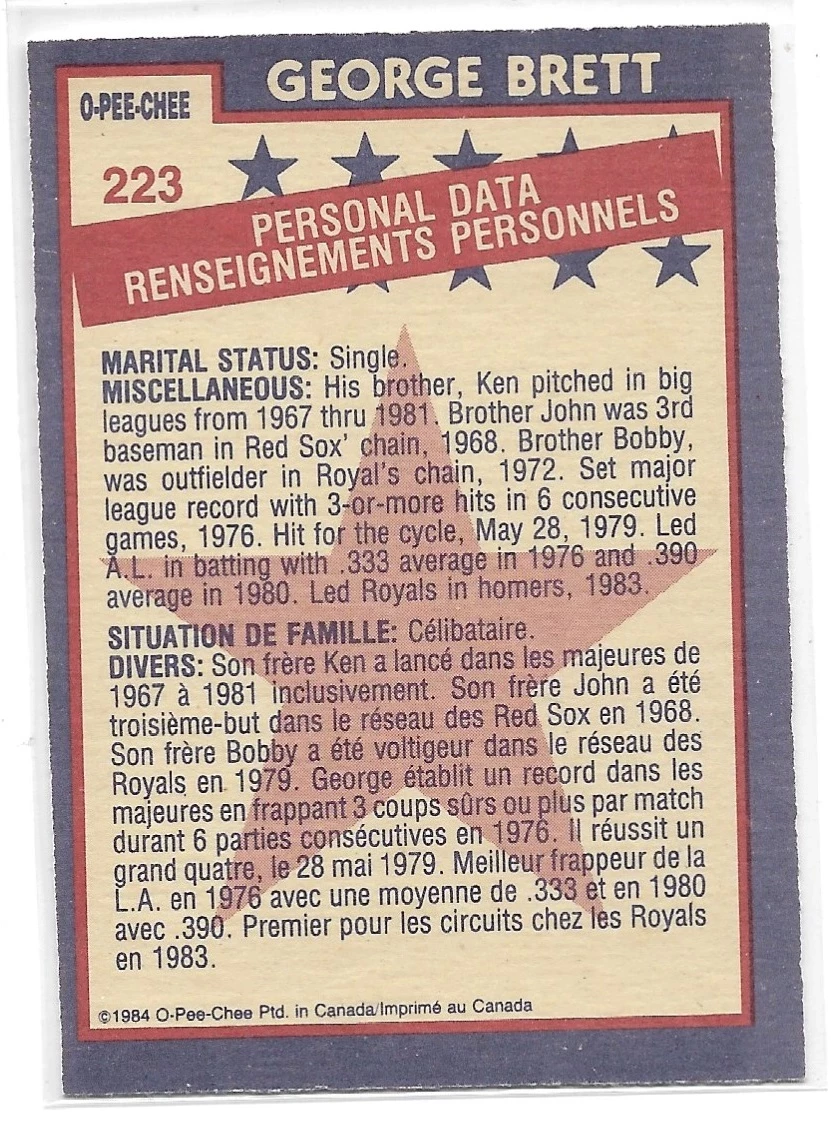 GEORGE BRETT
O-PEE-CHEE
223
PERSONAL DATA
RENSEIGNEMENTS PERSONNELS
MARITAL STATUS: Single.
MISCELLANEOUS: His brother, Ken pitched in big
leagues from 1967 thru 1981. Brother John was 3rd
baseman in Red Sox' chain, 1968. Brother Bobby,
was outfielder in Royal's chain, 1972. Set major
league record with 3-or-more hits in 6 consecutive
games, 1976. Hit for the cycle, May 28, 1979. Led
A.L. in batting with .333 average in 1976 and .390
average in 1980. Led Royals in homers, 1983.
SITUATION DE FAMILLE: Célibataire.
DIVERS: Son frère Ken a lancé dans les majeures de
1967 à 1981 inclusivement. Son frère John a été
troisième-but dans le réseau des Red Sox en 1968.
Son frère Bobby a été voltigeur dans le réseau des
Royals en 1979. George établit un record dans les
majeures en frappant 3 coups sûrs ou plus par match
durant 6 parties consécutives en 1976. Il réussit un
grand quatre, le 28 mai 1979. Meilleur frappeur de la
L.A. en 1976 avec une moyenne de .333 et en 1980
avec .390. Premier pour les circuits chez les Royals
en 1983.
©1984 O-Pee-Chee Ptd. in Canada/Imprimé au Canada